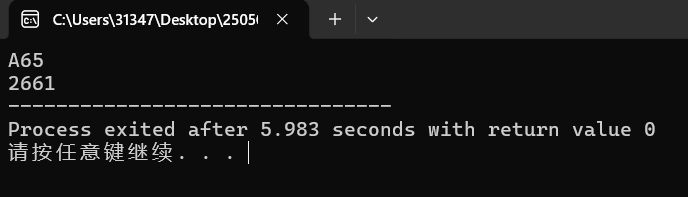 C:\Users\31347\Desktop\2505
A65
2661
--------------------------------
Process exited after 5.983 seconds with return value 0
请按任意键继续. . .